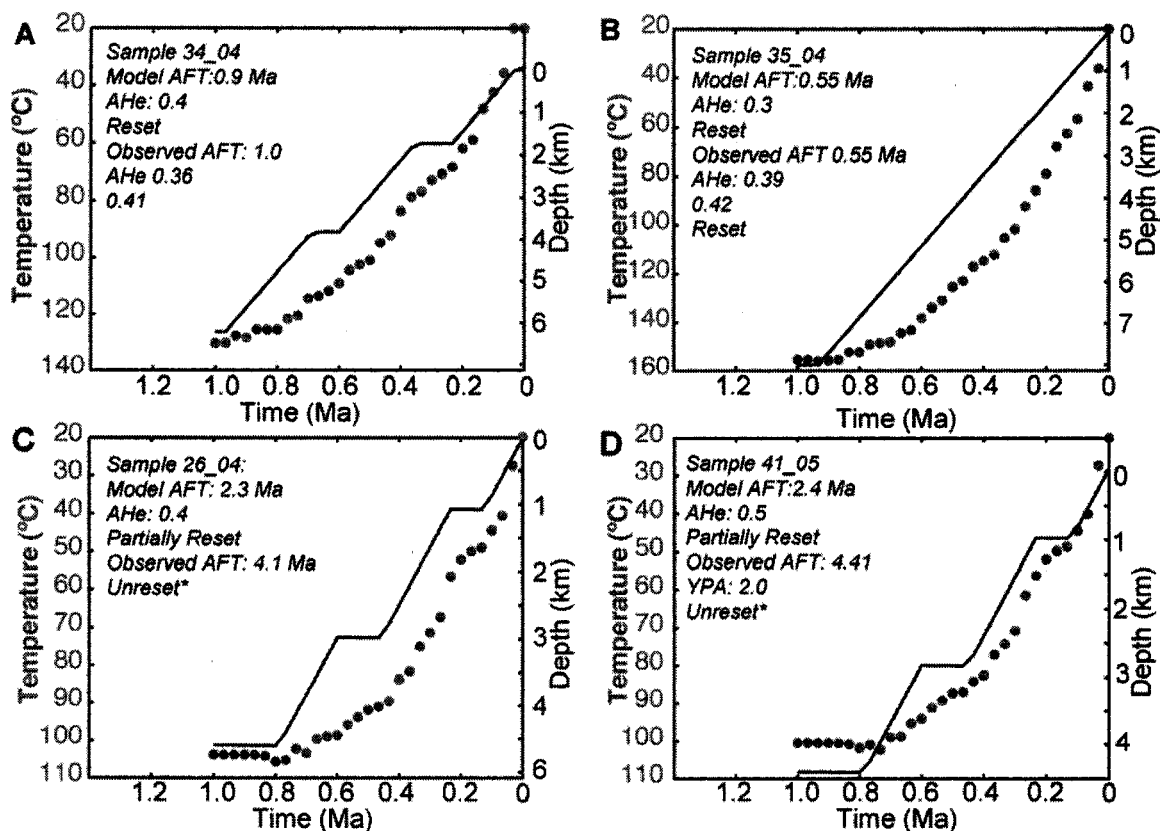 A
Sample 34_04
Model AFT:0.9 Ma
AHe: 0.4
Reset
Observed AFT: 1.0
AHe 0.36
0.41
Temperature (ºC)
20
40
60
80
100
120
140
Depth (km)
0
1
2
3
4
5
6
1.2 1.0 0.8 0.6 0.4 0.2 0
Time (Ma)
B
Sample 35_04
Model AFT:0.55 Ma
AHe: 0.3
Reset
Observed AFT 0.55 Ma
AHe: 0.39
0.42
Reset
Temperature (ºC)
20
40
60
80
100
120
140
160
Depth (km)
0
1
2
3
4
5
6
7
1.2 1.0 0.8 0.6 0.4 0.2 0
Time (Ma)
C
Sample 26_04:
Model AFT: 2.3 Ma
AHe: 0.4
Partially Reset
Observed AFT: 4.1 Ma
Unreset*
Temperature (ºC)
20
30
40
50
60
70
80
90
100
110
Depth (km)
0
1
2
3
4
5
6
1.2 1.0 0.8 0.6 0.4 0.2 0
Time (Ma)
D
Sample 41_05
Model AFT:2.4 Ma
AHe: 0.5
Partially Reset
Observed AFT: 4.41
YPA: 2.0
Unreset*
Temperature (ºC)
20
30
40
50
60
70
80
90
100
110
Depth (km)
0
1
2
3
4
1.2 1.0 0.8 0.6 0.4 0.2 0
Time (Ma)